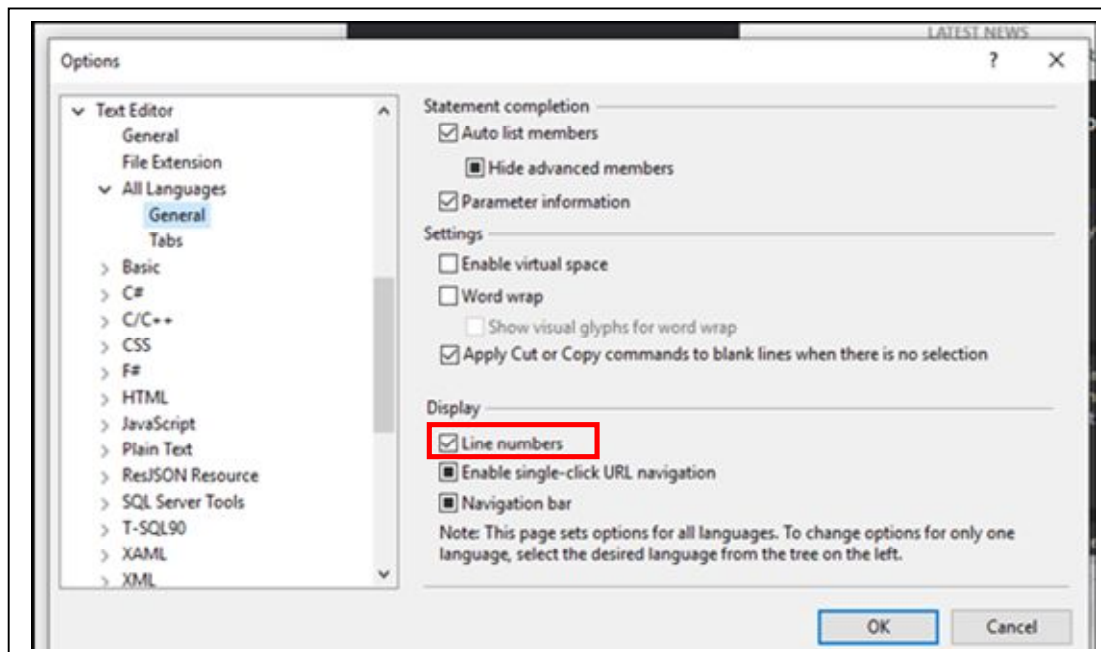 LATEST NEWS
Options
?
Text Editor
General
File Extension
All Languages
General
Tabs
Basic
C#
C/C++
CSS
F#
HTML
JavaScript
Plain Text
ResJSON Resource
SQL Server Tools
T-SQL90
XAML
XML
Statement completion
Auto list members
Hide advanced members
Parameter information
Settings
Enable virtual space
Word wrap
Show visual glyphs for word wrap
Apply Cut or Copy commands to blank lines when there is no selection
Display
Line numbers
Enable single-click URL navigation
Navigation bar
Note: This page sets options for all languages. To change options for only one
language, select the desired language from the tree on the left.
OK
Cancel